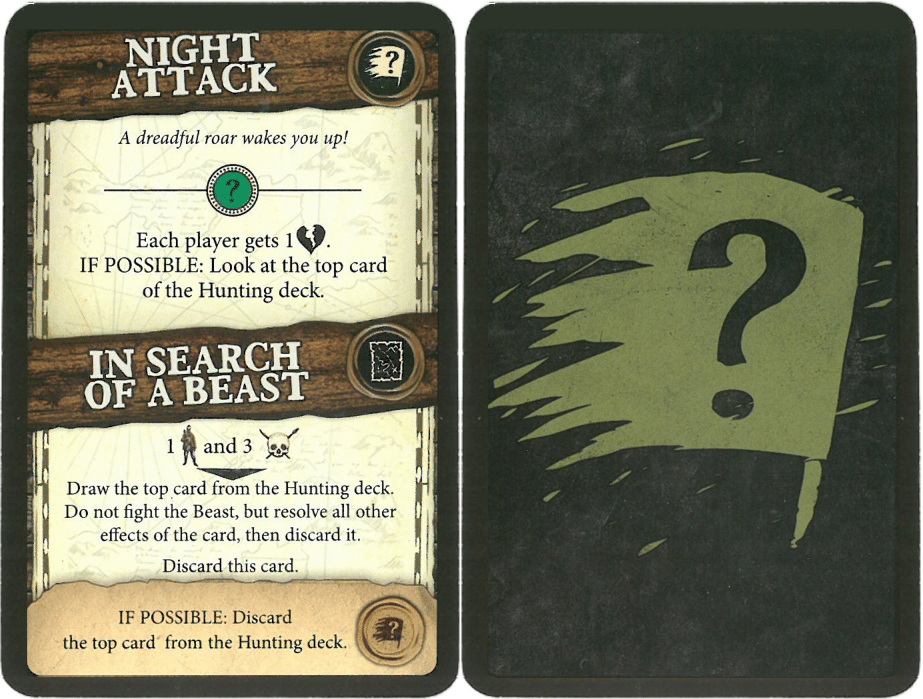 NIGHT
ATTACK
?
A dreadful roar wakes you up!
?
Each player gets 1 .
IF POSSIBLE: Look at the top card
of the Hunting deck.
IN SEARCH
OF A BEAST
1 and 3
Draw the top card from the Hunting deck.
Do not fight the Beast, but resolve all other
effects of the card, then discard it.
Discard this card.
IF POSSIBLE: Discard
the top card from the Hunting deck.
?
?